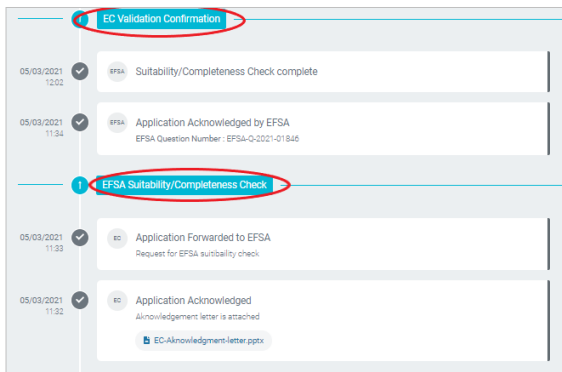 EC Validation Confirmation
05/03/2021
12:02
EFSA
Suitability/Completeness Check complete
05/03/2021
11:34
EFSA
Application Acknowledged by EFSA
EFSA Question Number : EFSA-Q-2021-01846
EFSA Suitability/Completeness Check
05/03/2021
11:33
EC
Application Forwarded to EFSA
Request for EFSA suitibaility check
05/03/2021
11:32
EC
Application Acknowledged
Aknowledgement letter is attached
EC-Aknowledgment-letter.pptx